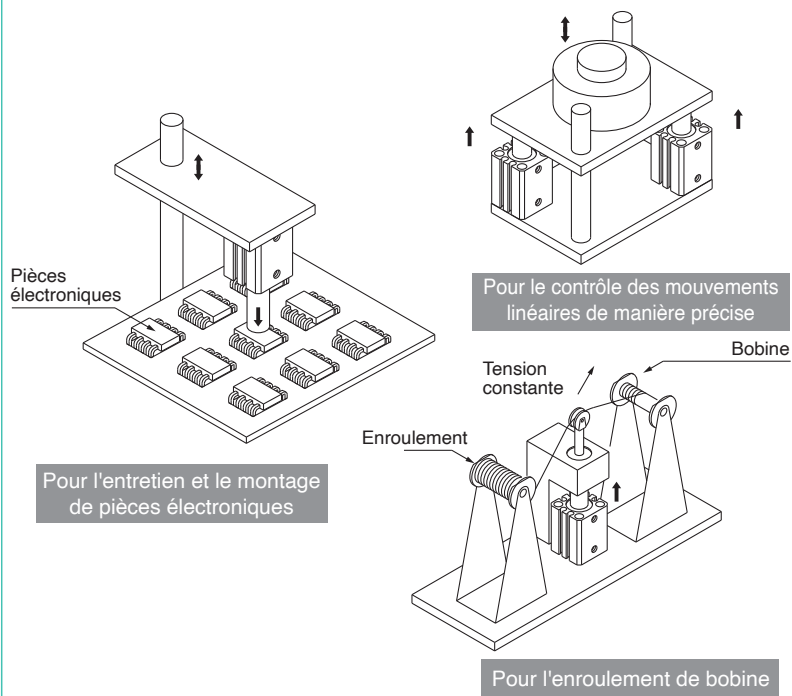 Pièces
électroniques
Pour l'entretien et le montage
de pièces électroniques
Pour le contrôle des mouvements
linéaires de manière précise
Tension
constante
Bobine
Enroulement
Pour l'enroulement de bobine